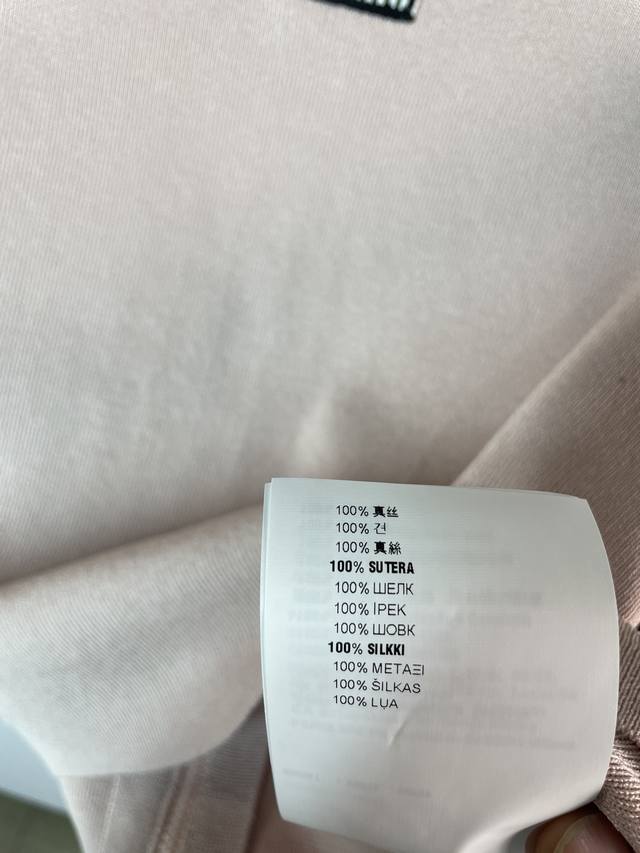 100% 真丝
100% 견
100% 真絲
100% SUTERA
100% ШЕЛК
100% ІРЕК
100% ШОВК
100% SILKKI
100% ΜΕΤΑΞΙ
100% ŠILKAS
100% LỤA